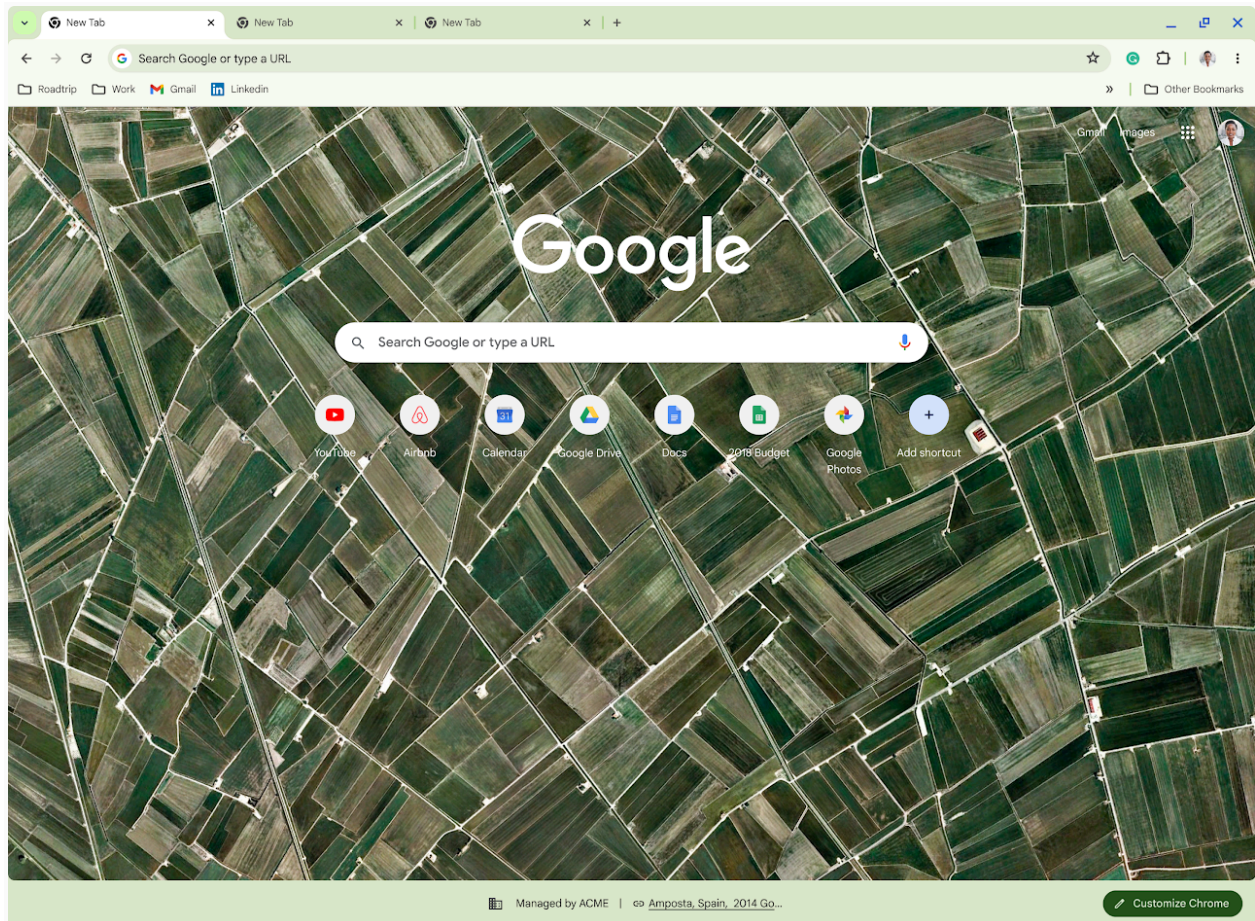 New Tab New Tab New Tab
Search Google or type a URL
Roadtrip Work Gmail in Linkedin » Other Bookmarks
Gmail Images
Google
Search Google or type a URL
31
YouTube Airbnb Calendar Google Drive Docs 2018 Budget Google Photos Add shortcut
Managed by ACME | Amposta, Spain, 2014 Go...
Customize Chrome